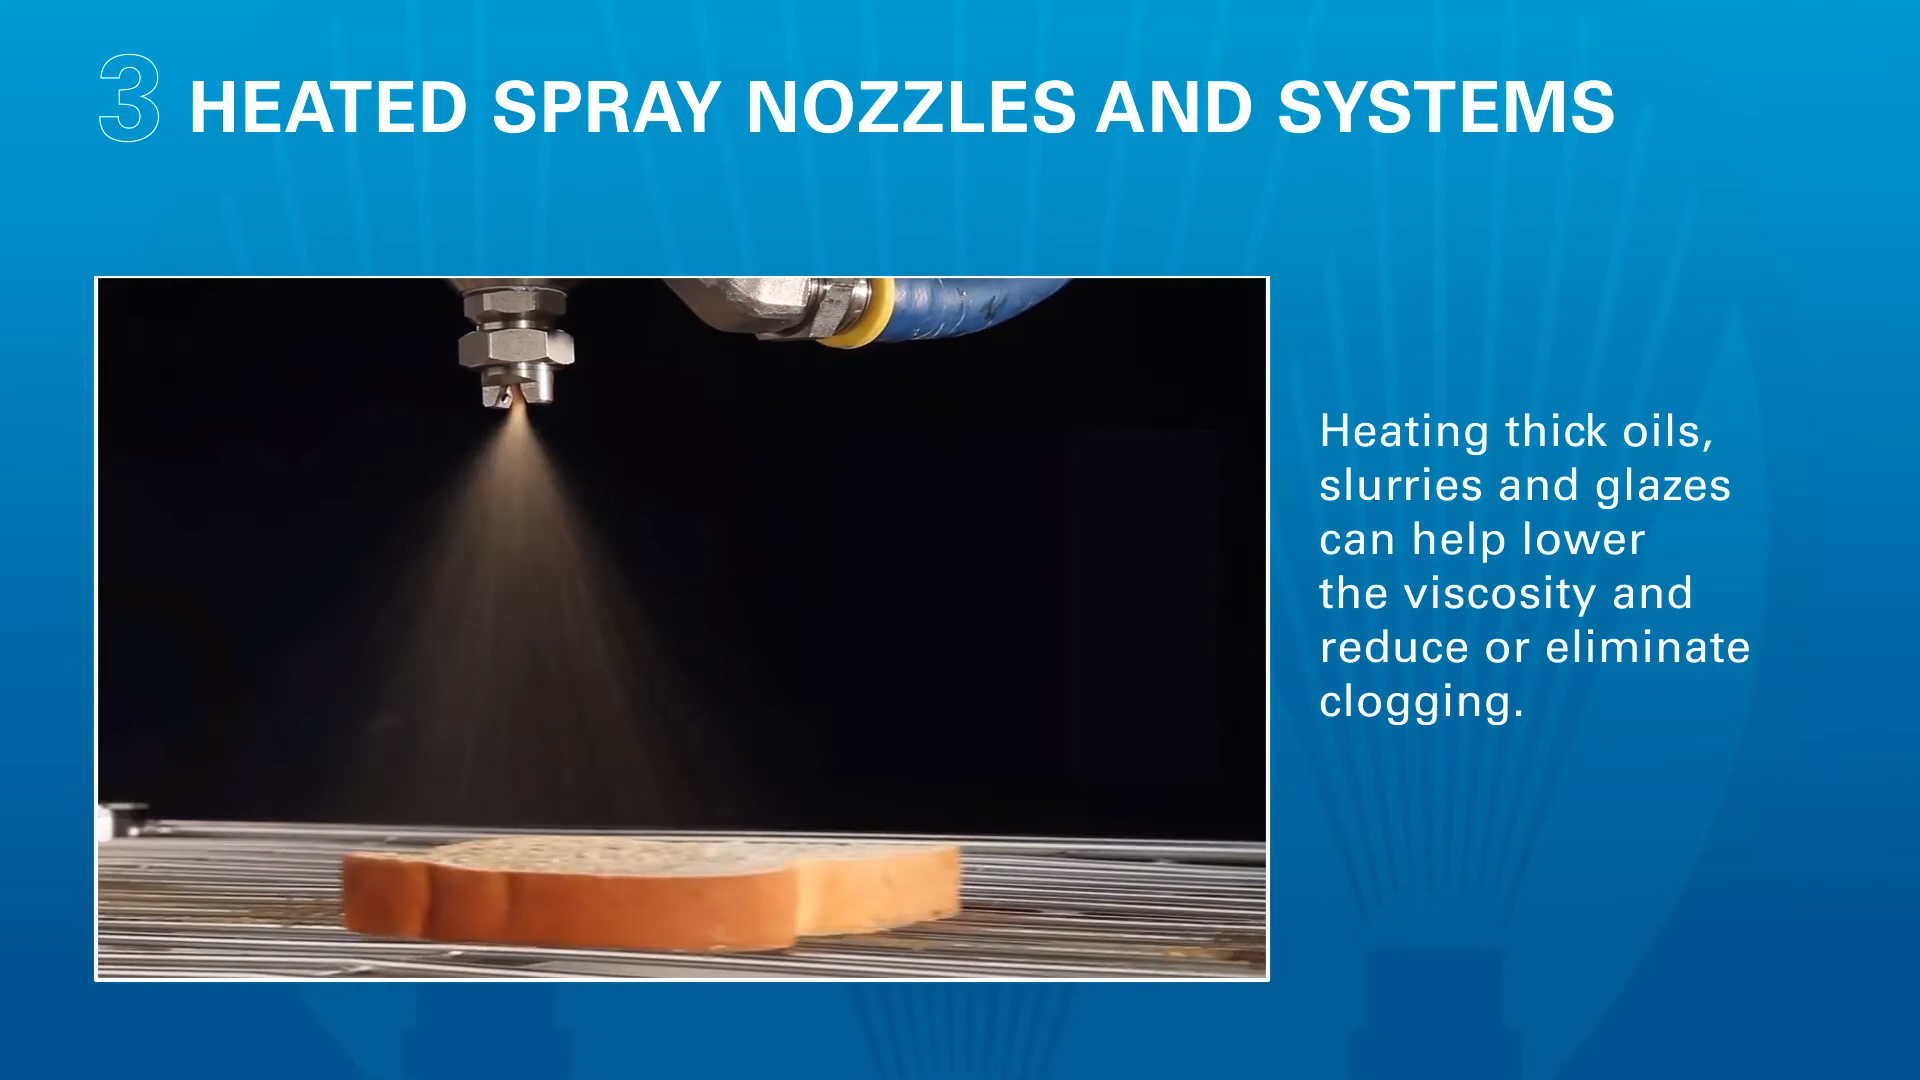 3 HEATED SPRAY NOZZLES AND SYSTEMS
Heating thick oils,
slurries and glazes
can help lower
the viscosity and
reduce or eliminate
clogging.